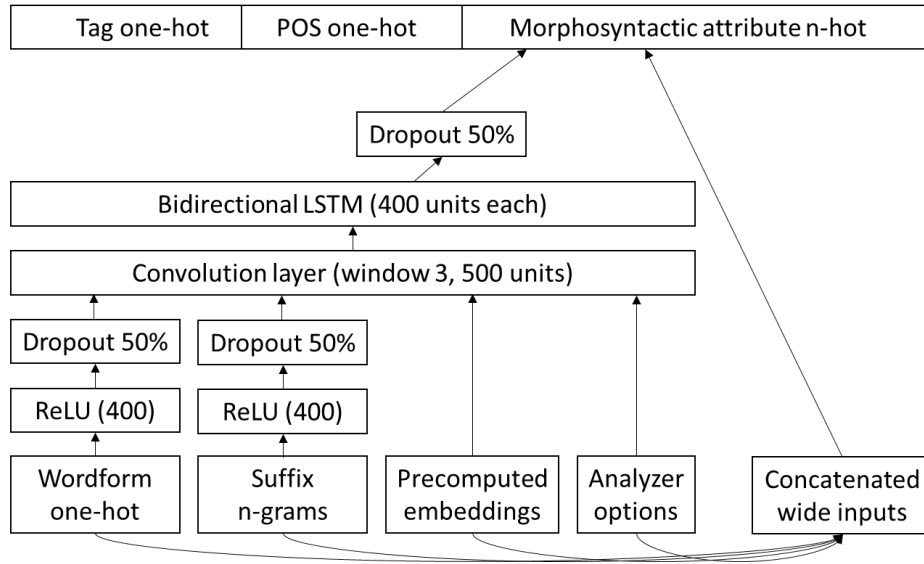 Tag one-hot
POS one-hot
Morphosyntactic attribute n-hot
Dropout 50%
Bidirectional LSTM (400 units each)
Convolution layer (window 3, 500 units)
Dropout 50%
Dropout 50%
ReLU (400)
ReLU (400)
Wordform
one-hot
Suffix
n-grams
Precomputed
embeddings
Analyzer
options
Concatenated
wide inputs